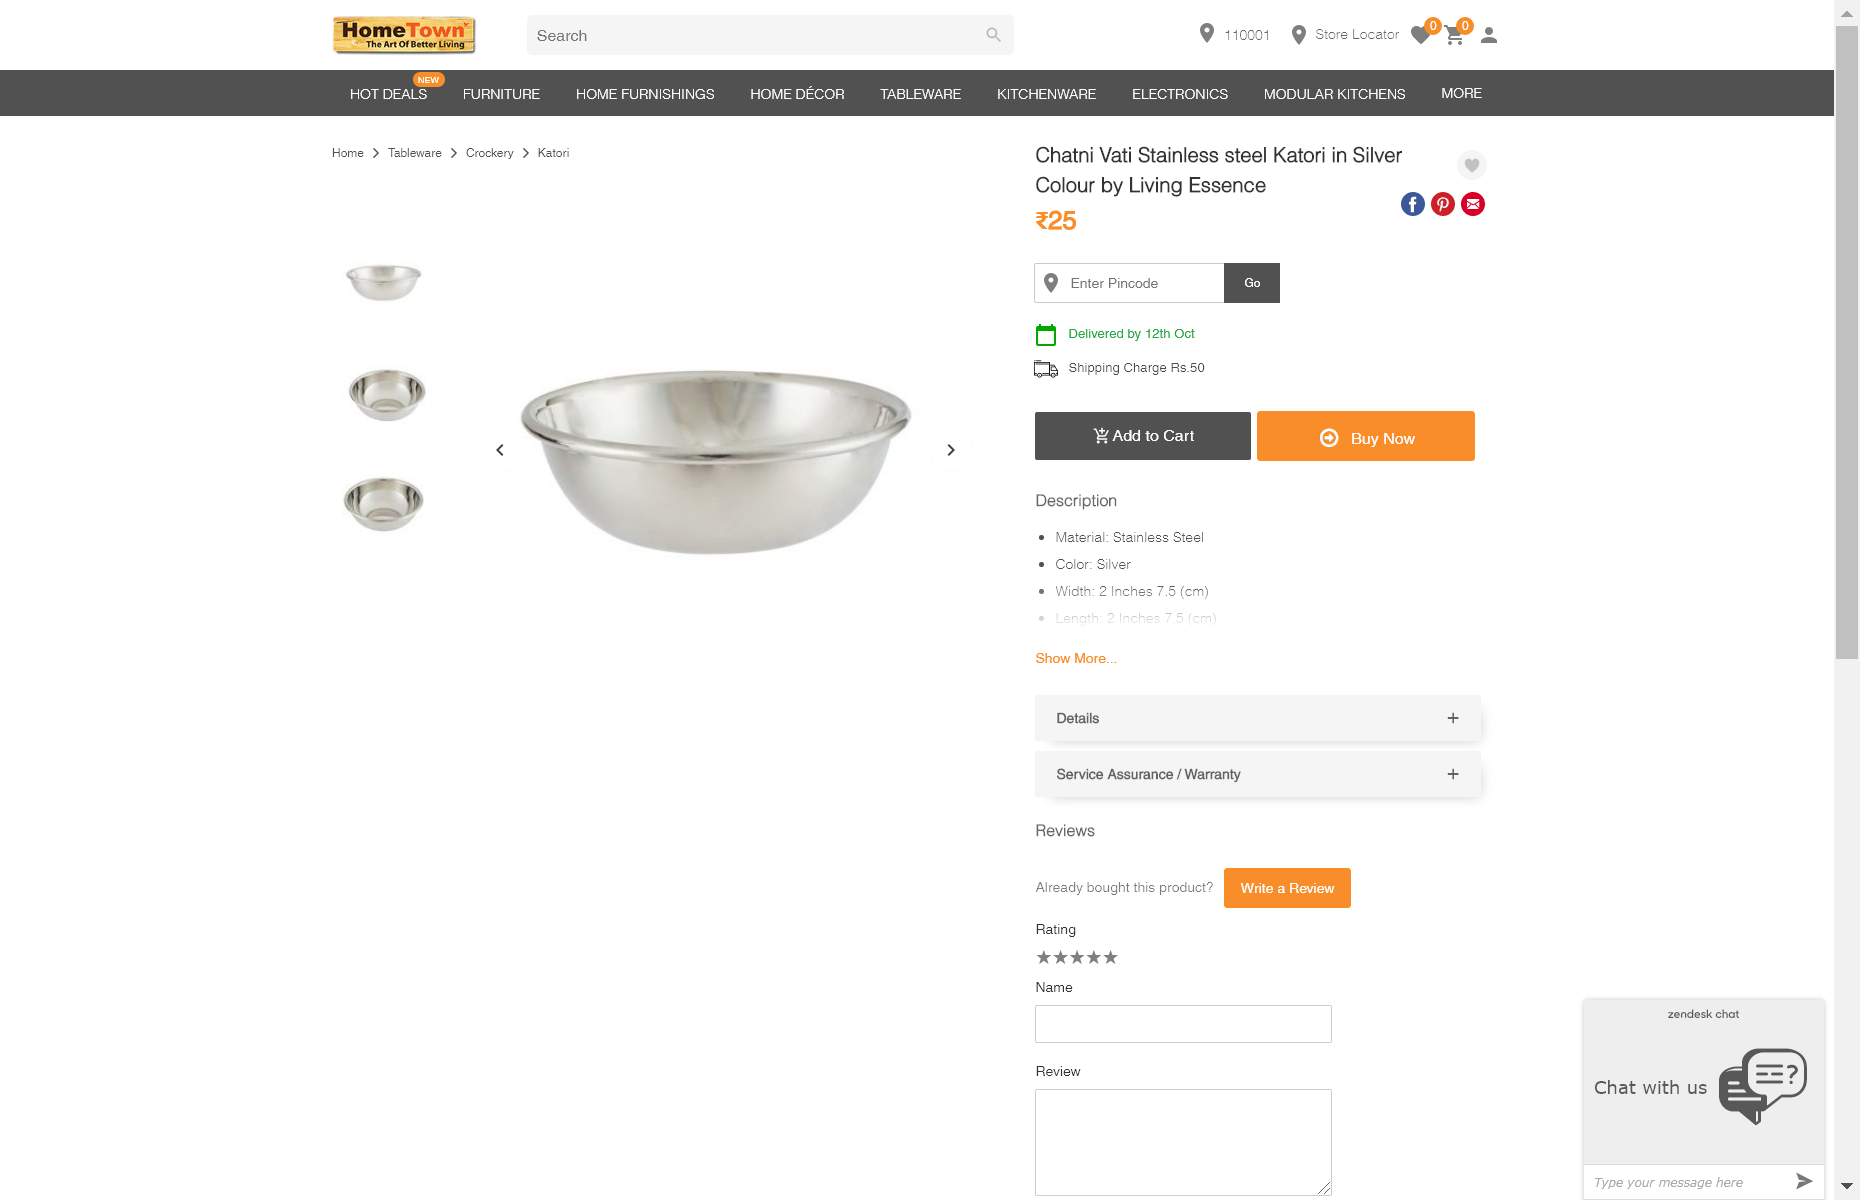 HomeTown
The Art Of Better Living
Search
110001
Store Locator
0
0
NEW
HOT DEALS
FURNITURE
HOME FURNISHINGS
HOME DÉCOR
TABLEWARE
KITCHENWARE
ELECTRONICS
MODULAR KITCHENS
MORE
Home > Tableware > Crockery > Katori
Chatni Vati Stainless steel Katori in Silver
Colour by Living Essence
₹25
Enter Pincode
Go
Delivered by 12th Oct
Shipping Charge Rs.50
Add to Cart
Buy Now
Description
• Material: Stainless Steel
• Color: Silver
• Width: 2 Inches 7.5 (cm)
• Length: 2 Inches 7.5 (cm)
Show More...
Details +
Service Assurance / Warranty +
Reviews
Already bought this product?
Write a Review
Rating
★★★★★
Name
Review
zendesk chat
Chat with us
Type your message here